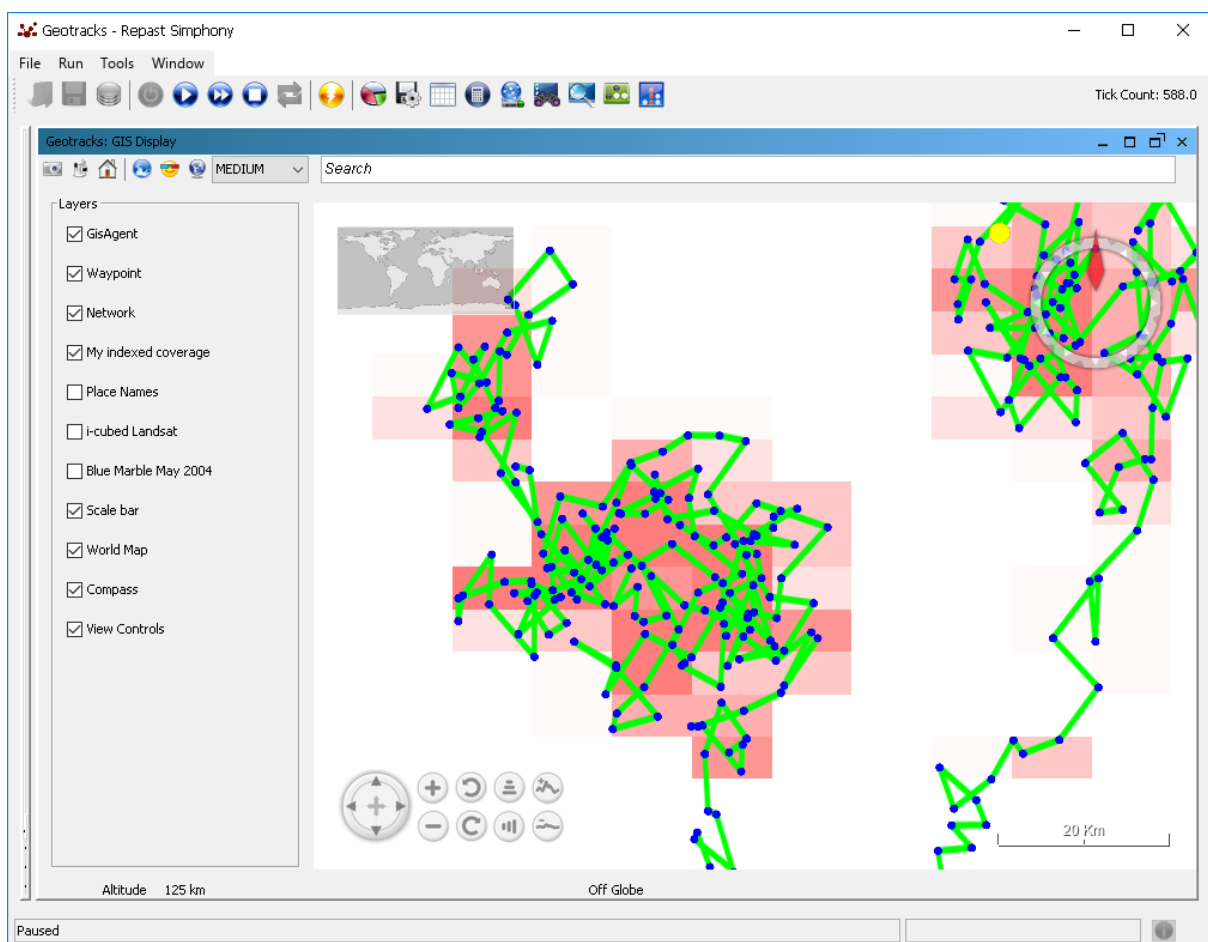 Geotracks - Repast Simphony
File Run Tools Window
Tick Count: 588.0
Geotracks: GIS Display
MEDIUM
Search
Layers
GisAgent
Waypoint
Network
My indexed coverage
Place Names
i-cubed Landsat
Blue Marble May 2004
Scale bar
World Map
Compass
View Controls
20 Km
Altitude 125 km
Off Globe
Paused